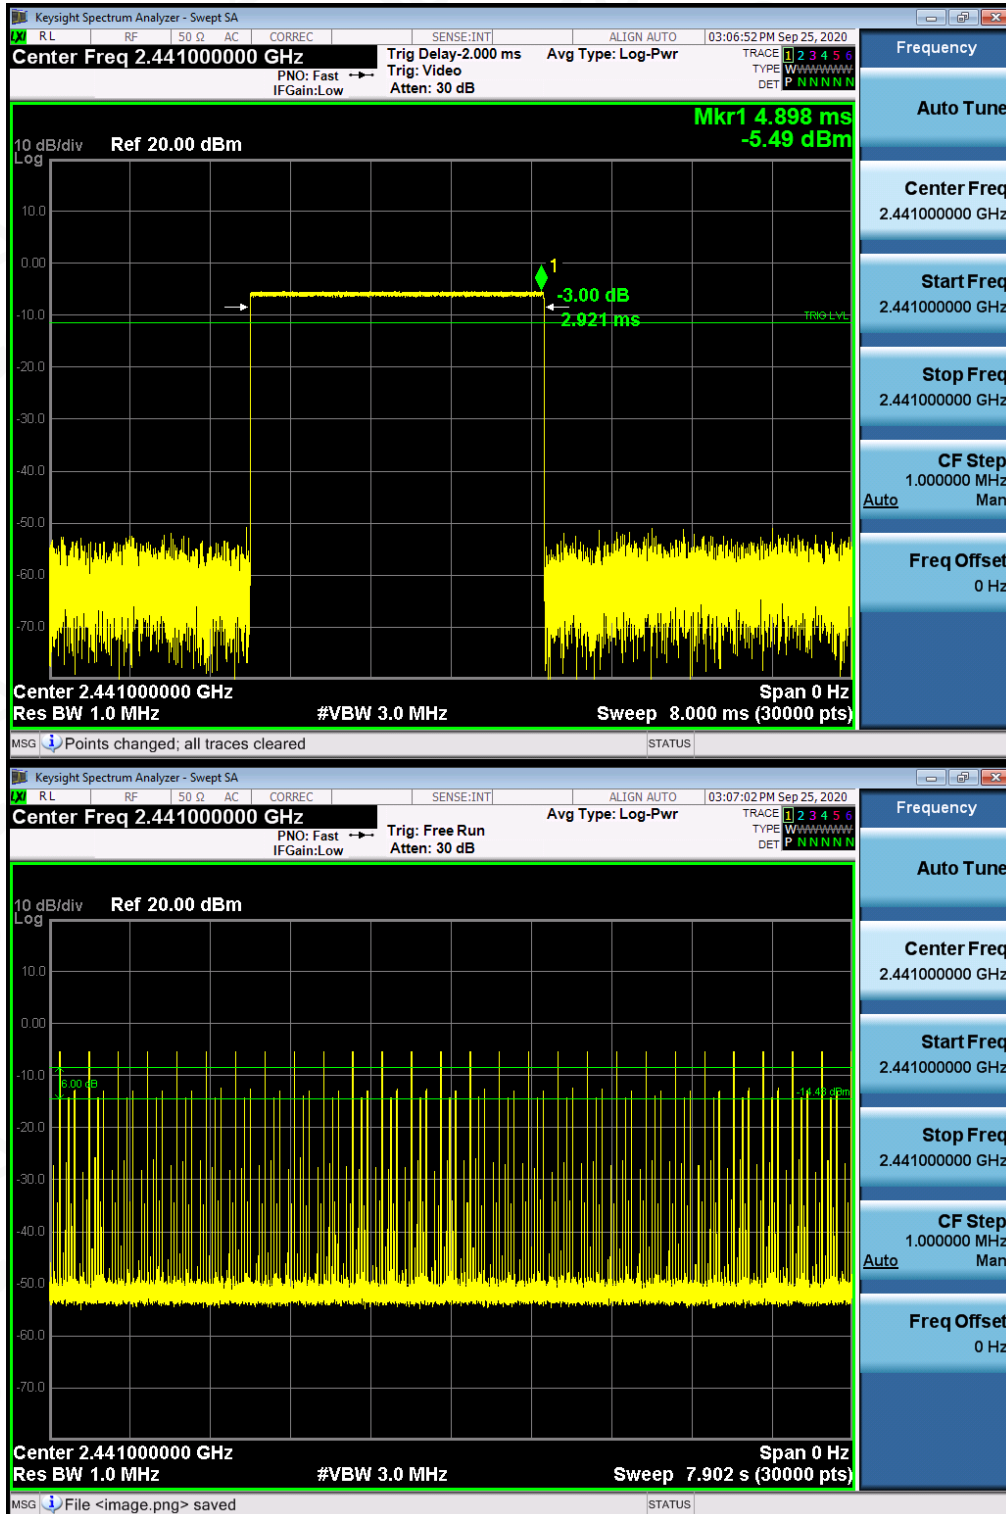 Keysight Spectrum Analyzer - Swept SA
LXI RL RF 50 Ω AC CORREC SENSE:INT ALIGN AUTO 03:06:52 PM Sep 25, 2020
Center Freq 2.441000000 GHz
PNO: Fast
IFGain:Low
Trig Delay-2.000 ms
Trig: Video
Atten: 30 dB
Avg Type: Log-Pwr
TRACE 1 2 3 4 5 6
TYPE WWWWWW
DET P N N N N N
Mkr1 4.898 ms
-5.49 dBm
10 dB/div Ref 20.00 dBm
Log
10.0
0.00
-10.0
-20.0
-30.0
-40.0
-50.0
-60.0
-70.0
1
-3.00 dB
2.921 ms
TRIG LVL
Center 2.441000000 GHz Span 0 Hz
Res BW 1.0 MHz #VBW 3.0 MHz Sweep 8.000 ms (30000 pts)
MSG Points changed; all traces cleared STATUS
Frequency
Auto Tune
Center Freq
2.441000000 GHz
Start Freq
2.441000000 GHz
Stop Freq
2.441000000 GHz
CF Step
1.000000 MHz
Auto Man
Freq Offset
0 Hz
Keysight Spectrum Analyzer - Swept SA
LXI RL RF 50 Ω AC CORREC SENSE:INT ALIGN AUTO 03:07:02 PM Sep 25, 2020
Center Freq 2.441000000 GHz
PNO: Fast
IFGain:Low
Trig: Free Run
Atten: 30 dB
Avg Type: Log-Pwr
TRACE 1 2 3 4 5 6
TYPE WWWWWW
DET P N N N N N
10 dB/div Ref 20.00 dBm
Log
10.0
0.00
-10.0
-20.0
-30.0
-40.0
-50.0
-60.0
-70.0
6.00 dB
-14.43 dBm
Center 2.441000000 GHz Span 0 Hz
Res BW 1.0 MHz #VBW 3.0 MHz Sweep 7.902 s (30000 pts)
MSG File <image.png> saved STATUS
Frequency
Auto Tune
Center Freq
2.441000000 GHz
Start Freq
2.441000000 GHz
Stop Freq
2.441000000 GHz
CF Step
1.000000 MHz
Auto Man
Freq Offset
0 Hz